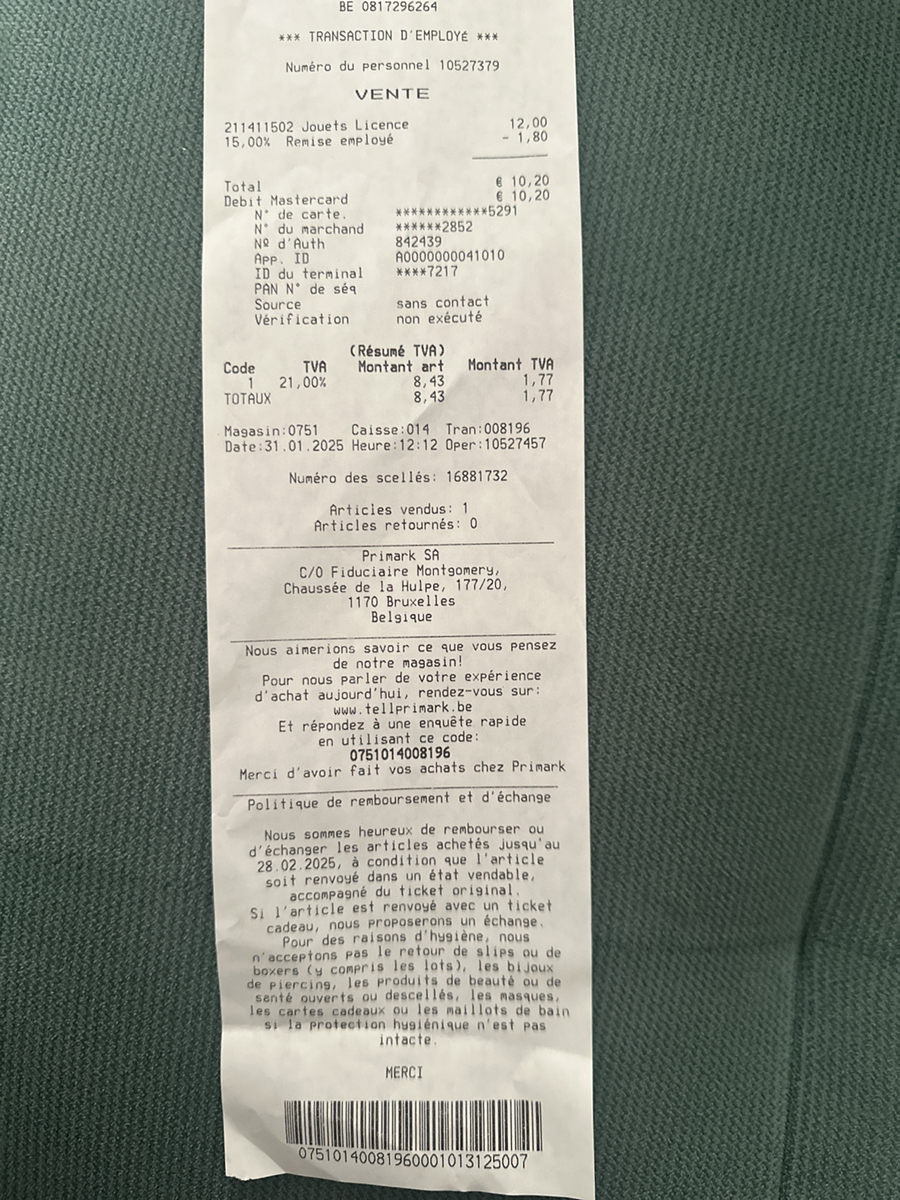 BE 0817296264
*** TRANSACTION D'EMPLOYÉ ***
Numéro du personnel 10527379
VENTE
211411502 Jouets Licence 12,00
15,00% Remise employé - 1,80
Total € 10,20
Debit Mastercard € 10,20
N° de carte. ************5291
N° du marchand ******2852
Nº d'Auth 842439
App. ID A0000000041010
ID du terminal ****7217
PAN N° de séq
Source sans contact
Vérification non exécuté
(Résumé TVA)
Code TVA Montant art Montant TVA
1 21,00% 8,43 1,77
TOTAUX 8,43 1,77
Magasin:0751 Caisse:014 Tran:008196
Date:31.01.2025 Heure:12:12 Oper:10527457
Numéro des scellés: 16881732
Articles vendus: 1
Articles retournés: 0
Primark SA
C/O Fiduciaire Montgomery,
Chaussée de la Hulpe, 177/20,
1170 Bruxelles
Belgique
Nous aimerions savoir ce que vous pensez
de notre magasin!
Pour nous parler de votre expérience
d'achat aujourd'hui, rendez-vous sur:
www.tellprimark.be
Et répondez à une enquête rapide
en utilisant ce code:
0751014008196
Merci d'avoir fait vos achats chez Primark
Politique de remboursement et d'échange
Nous sommes heureux de rembourser ou
d'échanger les articles achetés jusqu'au
28.02.2025, à condition que l'article
soit renvoyé dans un état vendable,
accompagné du ticket original.
Si l'article est renvoyé avec un ticket
cadeau, nous proposerons un échange.
Pour des raisons d'hygiène, nous
n'acceptons pas le retour de slips ou de
boxers (y compris les lots), les bijoux
de piercing, les produits de beauté ou de
santé ouverts ou descellés, les masques,
les cartes cadeaux ou les maillots de bain
si la protection hygiénique n'est pas
intacte.
MERCI
07510140081960001013125007